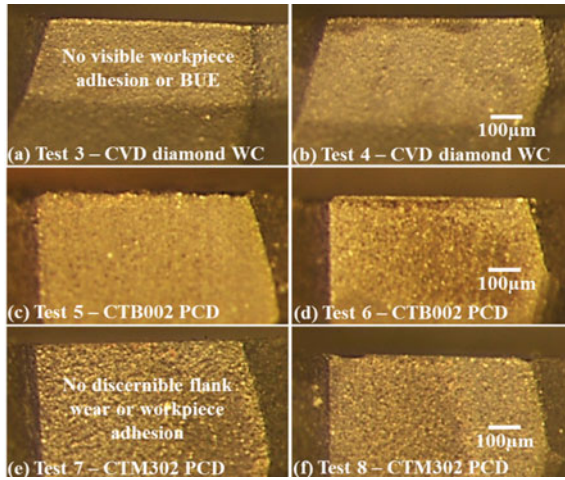 No visible workpiece
adhesion or BUE
(a) Test 3 – CVD diamond WC
100µm
(b) Test 4 – CVD diamond WC
(c) Test 5 – CTB002 PCD
100µm
(d) Test 6 – CTB002 PCD
No discernible flank
wear or workpiece
adhesion
(e) Test 7 – CTM302 PCD
100µm
(f) Test 8 – CTM302 PCD